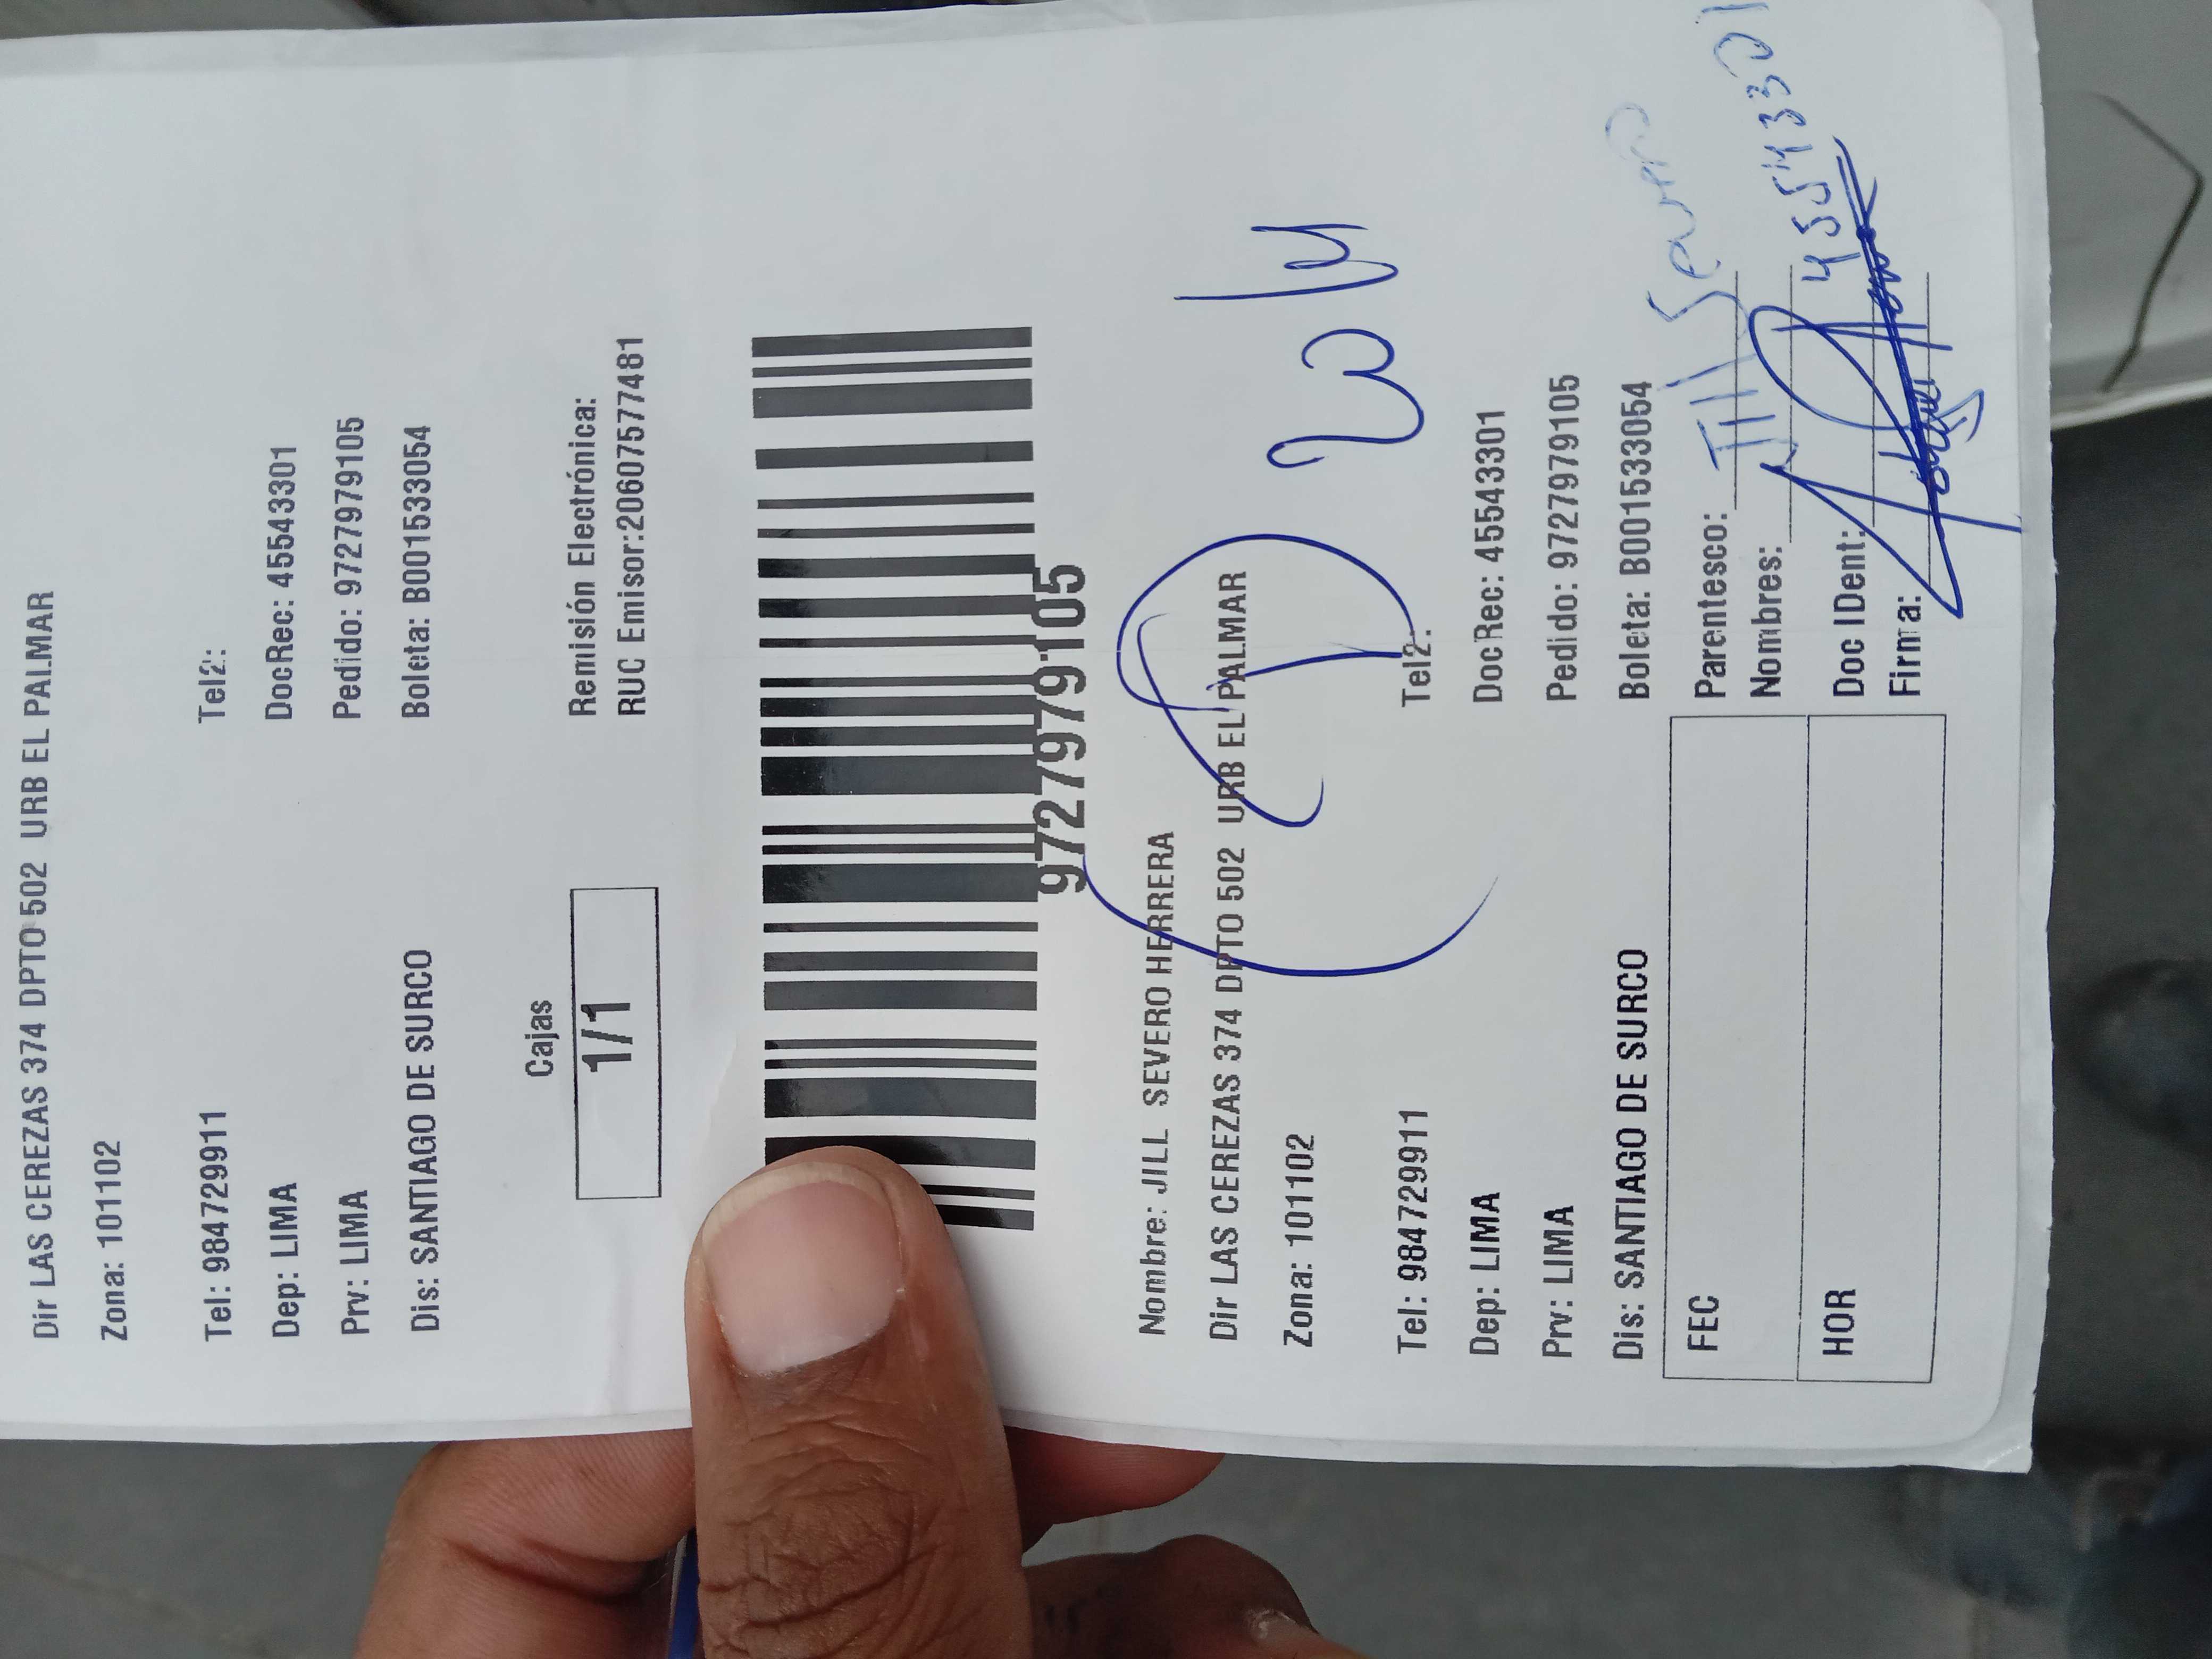 Dir LAS CEREZAS 374 DPTO 502 URB EL PALMAR
Zona: 101102
Tel: 984729911 Tel2:
Dep: LIMA DocRec: 45543301
Prv: LIMA Pedido: 9727979105
Dis: SANTIAGO DE SURCO Boleta: B001533054
Cajas
1/1
Remisión Electrónica:
RUC Emisor:20607577481
9727979105
Nombre: JILL SEVERO HERRERA
Dir LAS CEREZAS 374 DPTO 502 URB EL PALMAR
Zona: 101102
Tel: 984729911 Tel2:
Dep: LIMA DocRec: 45543301
Prv: LIMA Pedido: 9727979105
Dis: SANTIAGO DE SURCO Boleta: B001533054
FEC
HOR
Parentesco: Jill Severo
Nombres:
Doc IDent: 45543301
Firma: